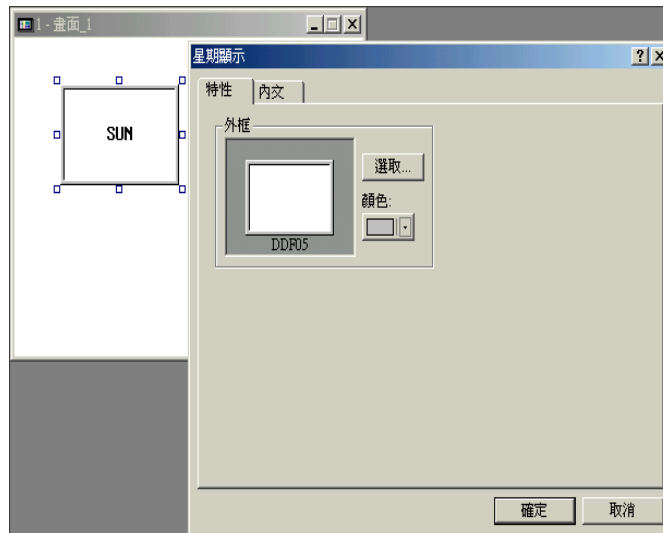 1 - 畫面_1
星期顯示
特性
內文
SUN
外框
選取...
顏色:
DDF05
確定
取消